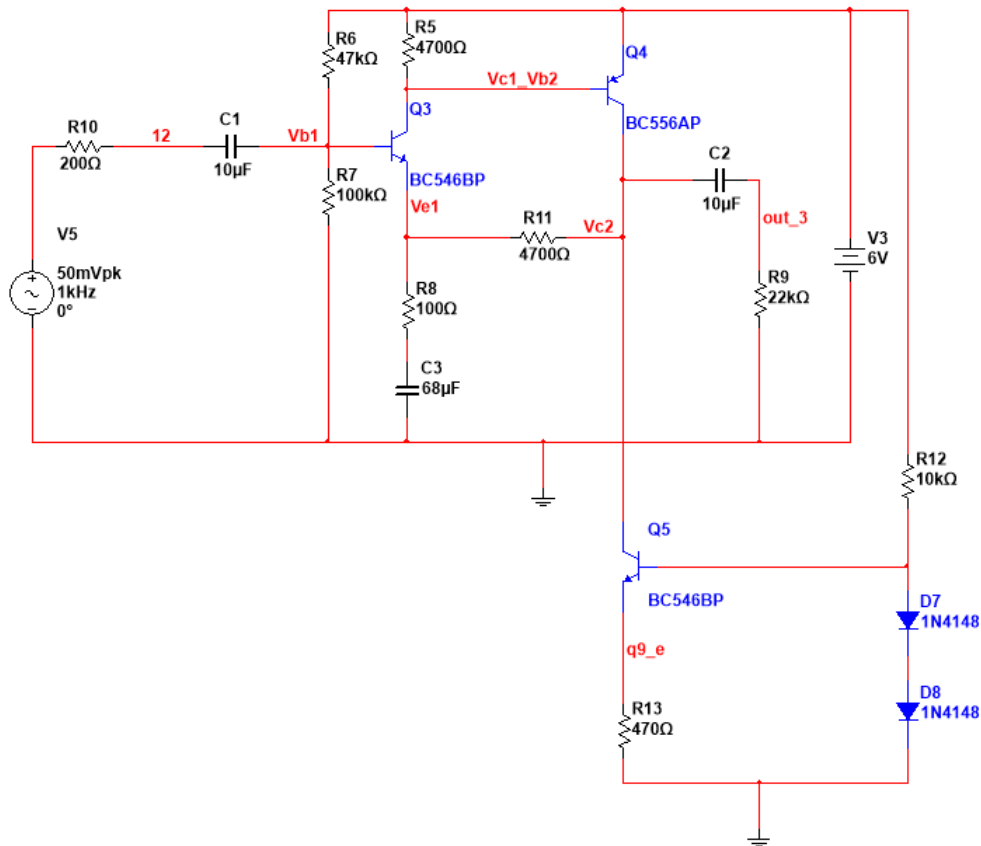 R6
47kΩ
R5
4700Ω
Q4
Vc1_Vb2
Q3
BC556AP
R10
200Ω
12
C1
10µF
Vb1
R7
100kΩ
BC546BP
Ve1
C2
10µF
out_3
R11
4700Ω
Vc2
V5
50mVpk
1kHz
0°
R8
100Ω
R9
22kΩ
V3
6V
C3
68µF
R12
10kΩ
Q5
BC546BP
D7
1N4148
q9_e
D8
1N4148
R13
470Ω